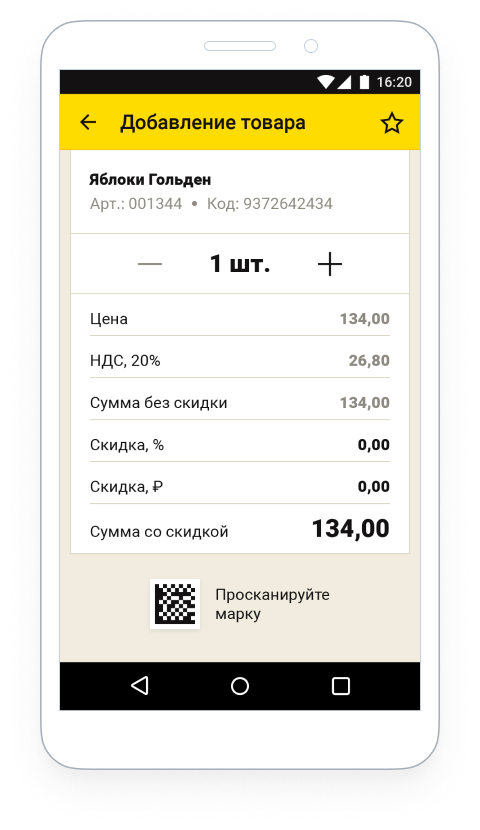 16:20
Добавление товара
Яблоки Гольден
Арт.: 001344 • Код: 9372642434
1 шт.
Цена 134,00
НДС, 20% 26,80
Сумма без скидки 134,00
Скидка, % 0,00
Скидка, ₽ 0,00
Сумма со скидкой 134,00
Просканируйте
марку